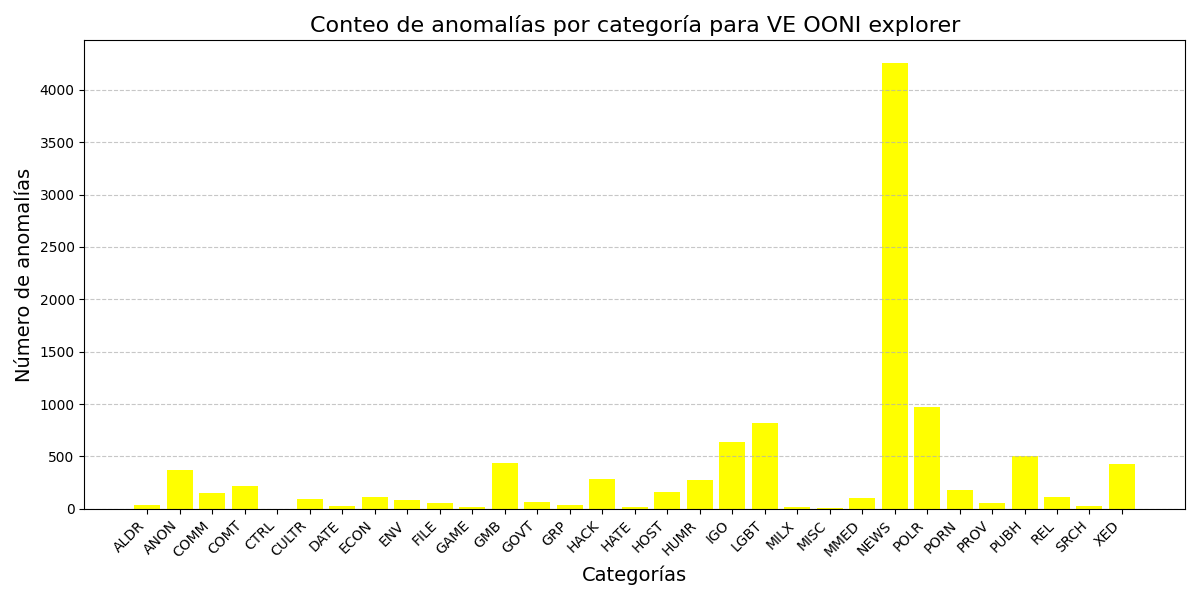 Conteo de anomalías por categoría para VE OONI explorer
Número de anomalías
4000
3500
3000
2500
2000
1500
1000
500
0
ALDR
ANON
COMM
COMT
CTRL
CULTR
DATE
ECON
ENV
FILE
GAME
GMB
GOVT
GRP
HACK
HATE
HOST
HUMR
IGO
LGBT
MILX
MISC
MMED
NEWS
POLR
PORN
PROV
PUBH
REL
SRCH
XED
Categorías